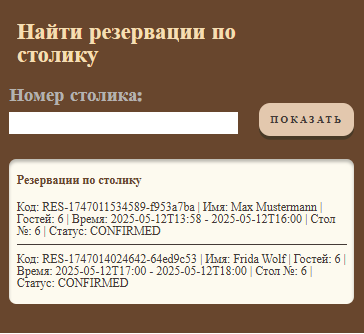 Найти резервации по
столику
Номер столика:
ПОКАЗАТЬ
Резервации по столику
Код: RES-1747011534589-f953a7ba | Имя: Max Mustermann |
Гостей: 6 | Время: 2025-05-12T13:58 - 2025-05-12T16:00 | Стол
№: 6 | Статус: CONFIRMED
Код: RES-1747014024642-64ed9c53 | Имя: Frida Wolf | Гостей: 6 |
Время: 2025-05-12T17:00 - 2025-05-12T18:00 | Стол №: 6 |
Статус: CONFIRMED